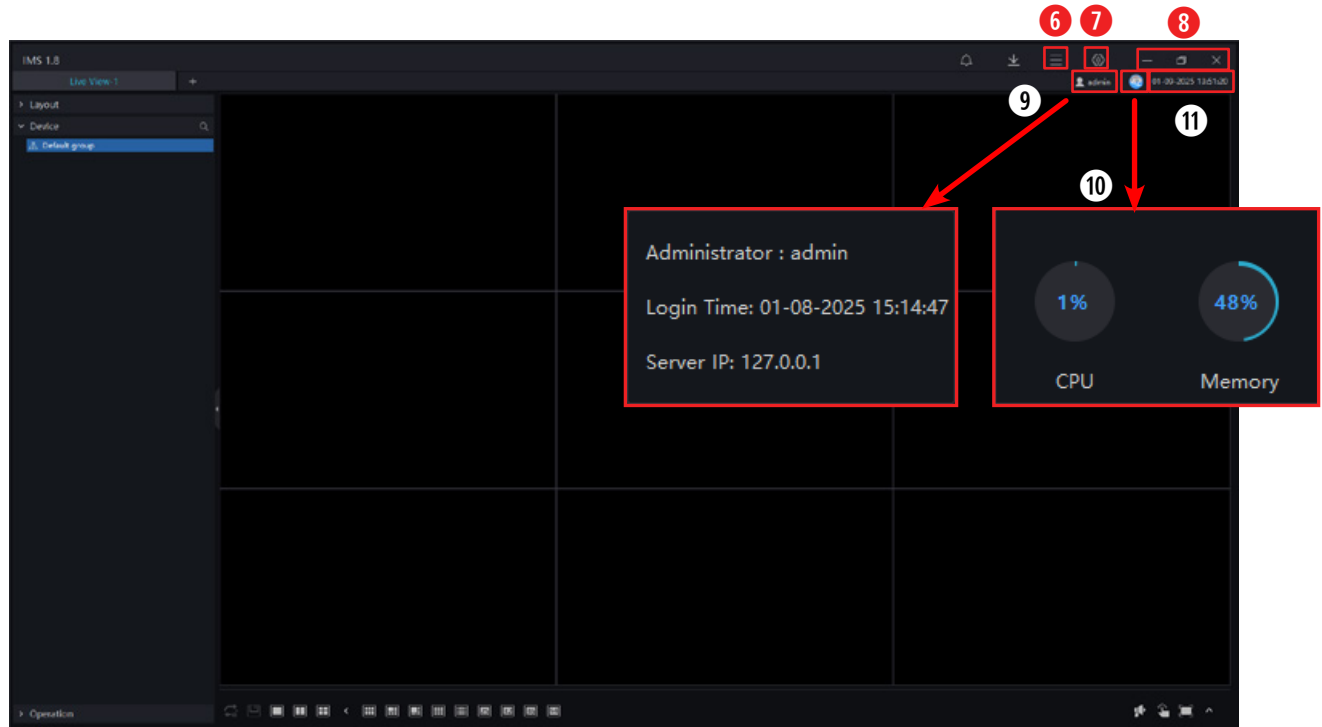 6 7 8
IMS 1.8
Live View-1 +
admin 01-09-2025 13:51:20
Layout
Device
Default group
9
11
10
Administrator : admin
Login Time: 01-08-2025 15:14:47
Server IP: 127.0.0.1
1% 48%
CPU Memory
Operation